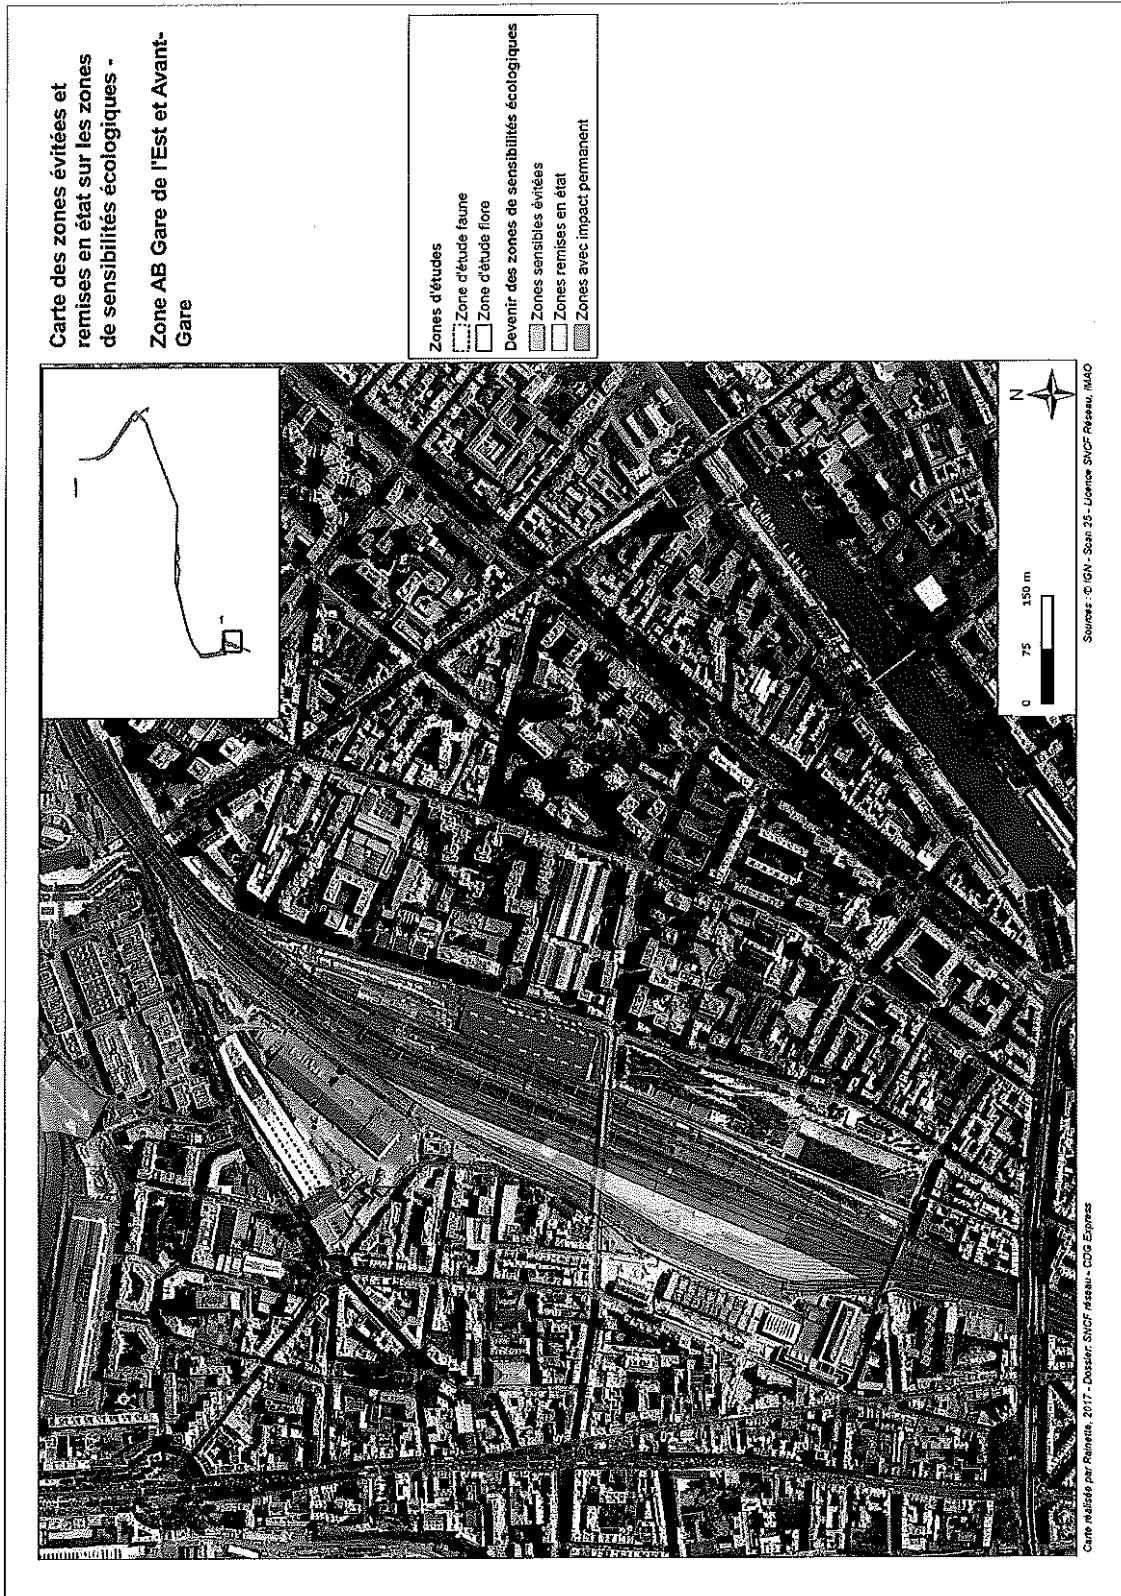 Carte des zones évitées et
remises en état sur les zones
de sensibilités écologiques -
Zone AB Gare de l'Est et Avant-
Gare
Zones d'études
Zone d'étude faune
Zone d'étude flore
Devenir des zones de sensibilités écologiques
Zones sensibles évitées
Zones remises en état
Zones avec impact permanent
N
0 75 150 m
Carte réalisée par Rainette, 2017 - Dossier: SNCF réseau - CDG Express
Sources : © IGN - Scan 25 - Licence SNCF Réseau, IMAO